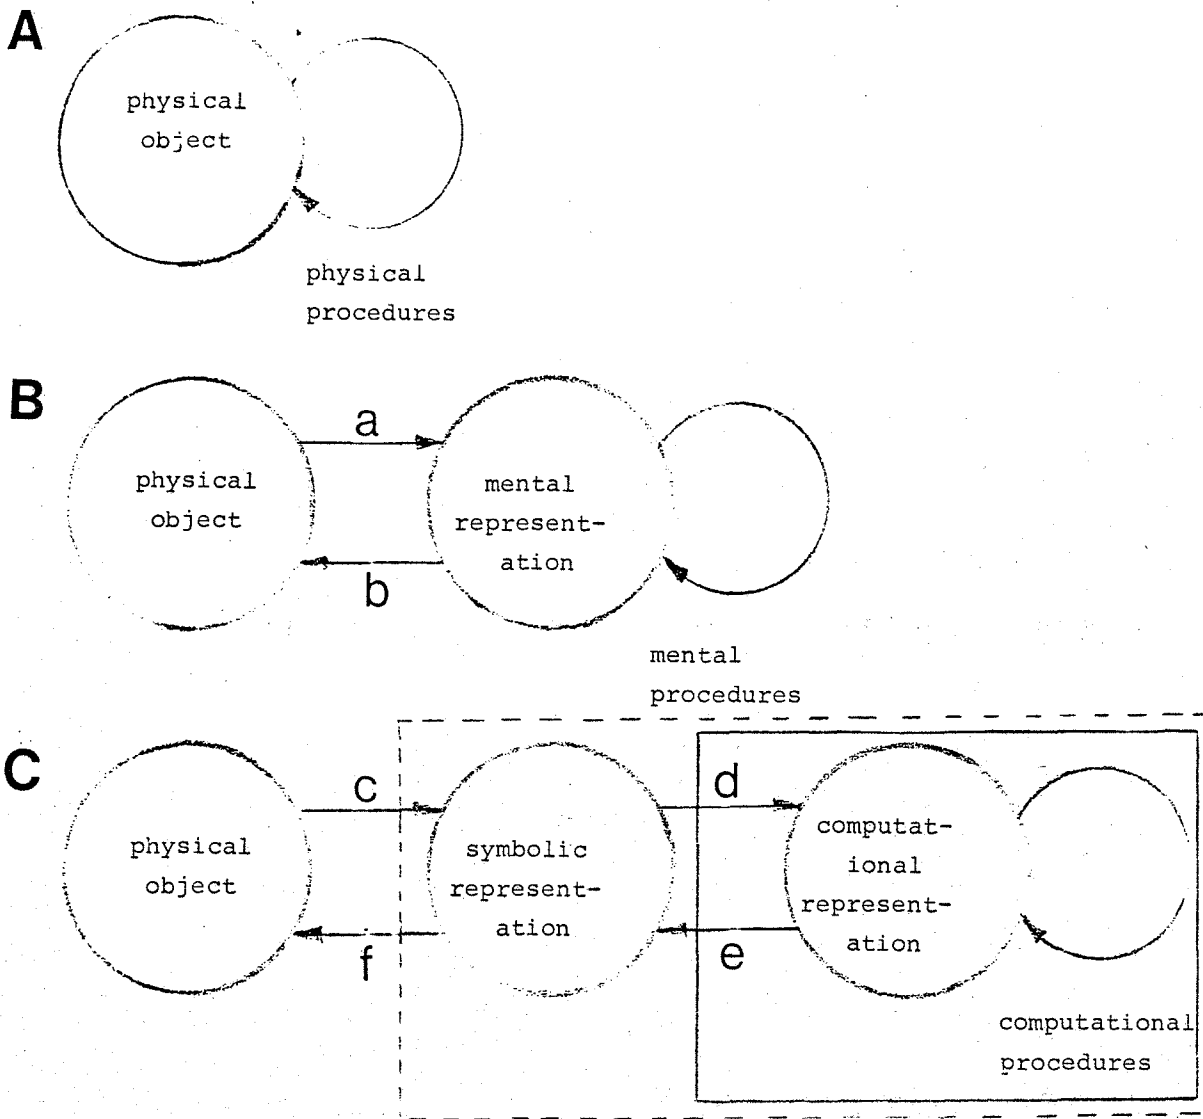 A
physical
object
physical
procedures
B
physical
object
a
b
mental
represent-
ation
mental
procedures
C
physical
object
c
f
symbolic
represent-
ation
d
e
computat-
ional
represent-
ation
computational
procedures